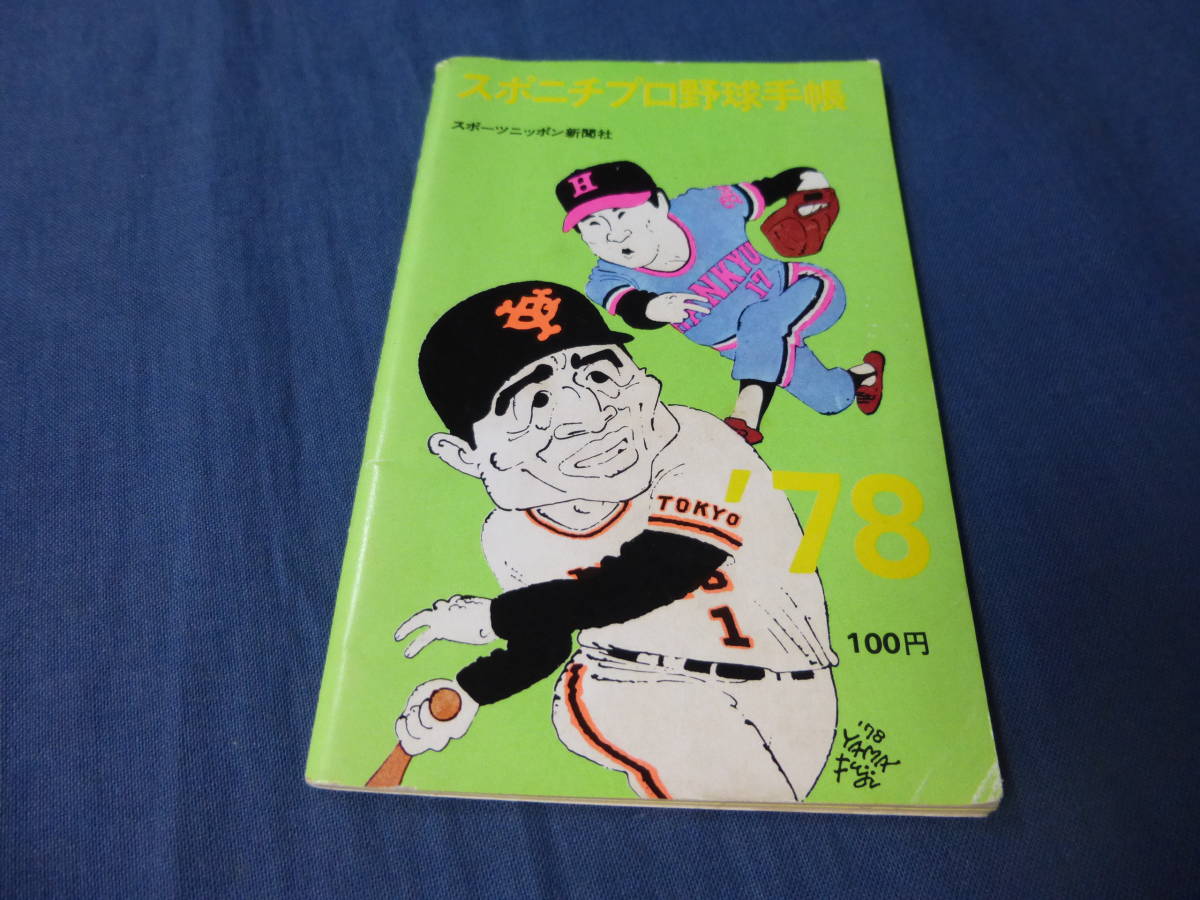 スポニチプロ野球手帳
スポーツニッポン新聞社
H
HANKYU
17
TOKYO
1
'78
100円
'78
YAMA
Fuji